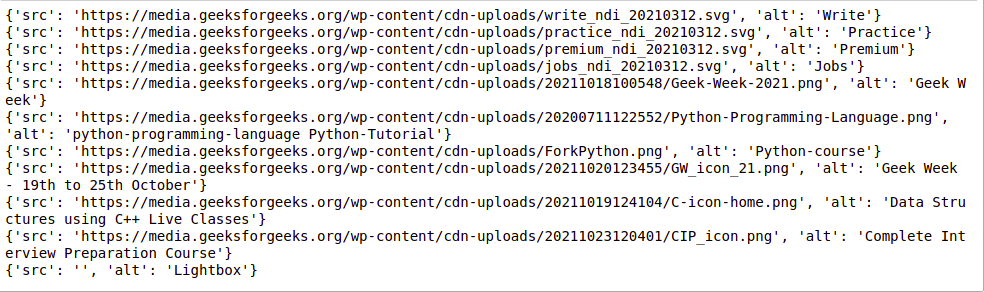 {'src': 'https://media.geeksforgeeks.org/wp-content/cdn-uploads/write_ndi_20210312.svg', 'alt': 'Write'}
{'src': 'https://media.geeksforgeeks.org/wp-content/cdn-uploads/practice_ndi_20210312.svg', 'alt': 'Practice'}
{'src': 'https://media.geeksforgeeks.org/wp-content/cdn-uploads/premium_ndi_20210312.svg', 'alt': 'Premium'}
{'src': 'https://media.geeksforgeeks.org/wp-content/cdn-uploads/jobs_ndi_20210312.svg', 'alt': 'Jobs'}
{'src': 'https://media.geeksforgeeks.org/wp-content/cdn-uploads/20211018100548/Geek-Week-2021.png', 'alt': 'Geek W
eek'}
{'src': 'https://media.geeksforgeeks.org/wp-content/cdn-uploads/20200711122552/Python-Programming-Language.png',
'alt': 'python-programming-language Python-Tutorial'}
{'src': 'https://media.geeksforgeeks.org/wp-content/cdn-uploads/ForkPython.png', 'alt': 'Python-course'}
{'src': 'https://media.geeksforgeeks.org/wp-content/cdn-uploads/20211020123455/GW_icon_21.png', 'alt': 'Geek Week
- 19th to 25th October'}
{'src': 'https://media.geeksforgeeks.org/wp-content/cdn-uploads/20211019124104/C-icon-home.png', 'alt': 'Data Stru
ctures using C++ Live Classes'}
{'src': 'https://media.geeksforgeeks.org/wp-content/cdn-uploads/20211023120401/CIP_icon.png', 'alt': 'Complete Int
erview Preparation Course'}
{'src': '', 'alt': 'Lightbox'}